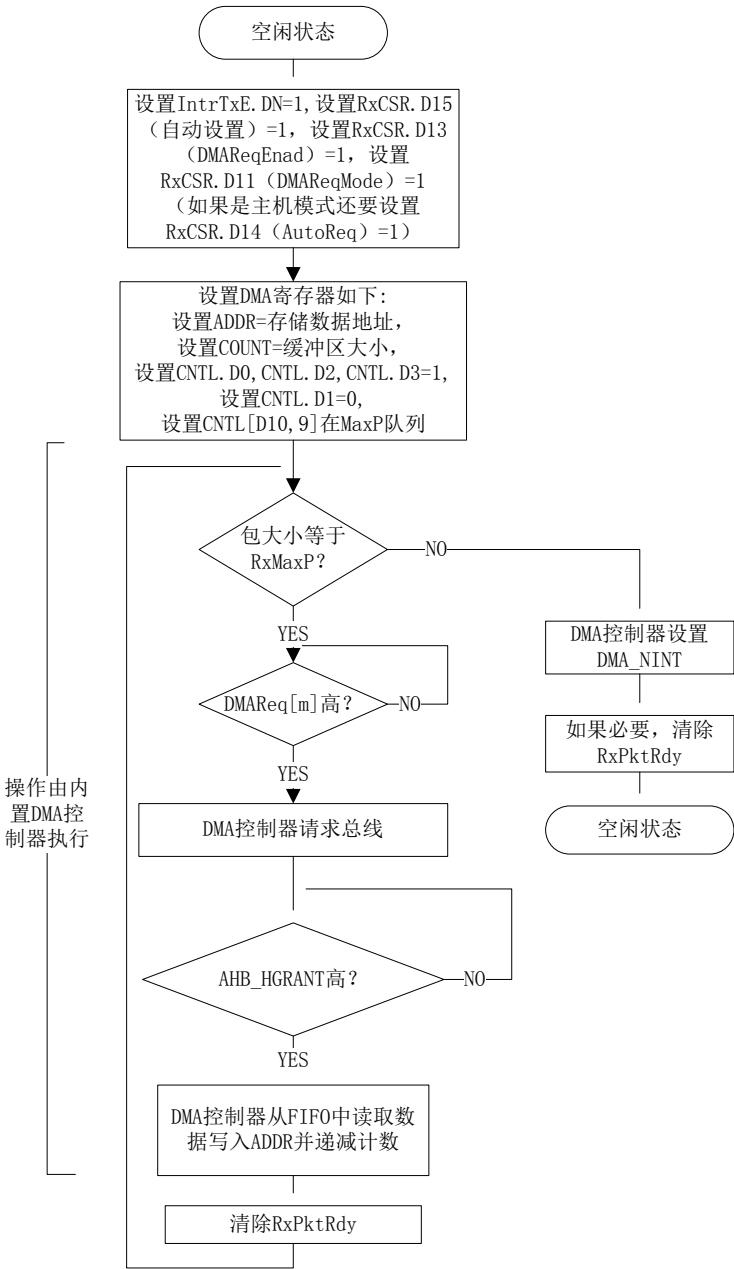 空闲状态
设置IntrTxE.DN=1,设置RxCSR.D15
（自动设置）=1，设置RxCSR.D13
（DMAReqEnad）=1，设置
RxCSR.D11（DMAReqMode）=1
（如果是主机模式还要设置
RxCSR.D14（AutoReq）=1）
设置DMA寄存器如下:
设置ADDR=存储数据地址，
设置COUNT=缓冲区大小，
设置CNTL.D0,CNTL.D2,CNTL.D3=1,
设置CNTL.D1=0,
设置CNTL[D10,9]在MaxP队列
包大小等于
RxMaxP？
NO
YES
DMA控制器设置
DMA_NINT
DMAReq[m]高？
NO
如果必要，清除
RxPktRdy
YES
操作由内
置DMA控
制器执行
DMA控制器请求总线
空闲状态
AHB_HGRANT高？
NO
YES
DMA控制器从FIFO中读取数
据写入ADDR并递减计数
清除RxPktRdy